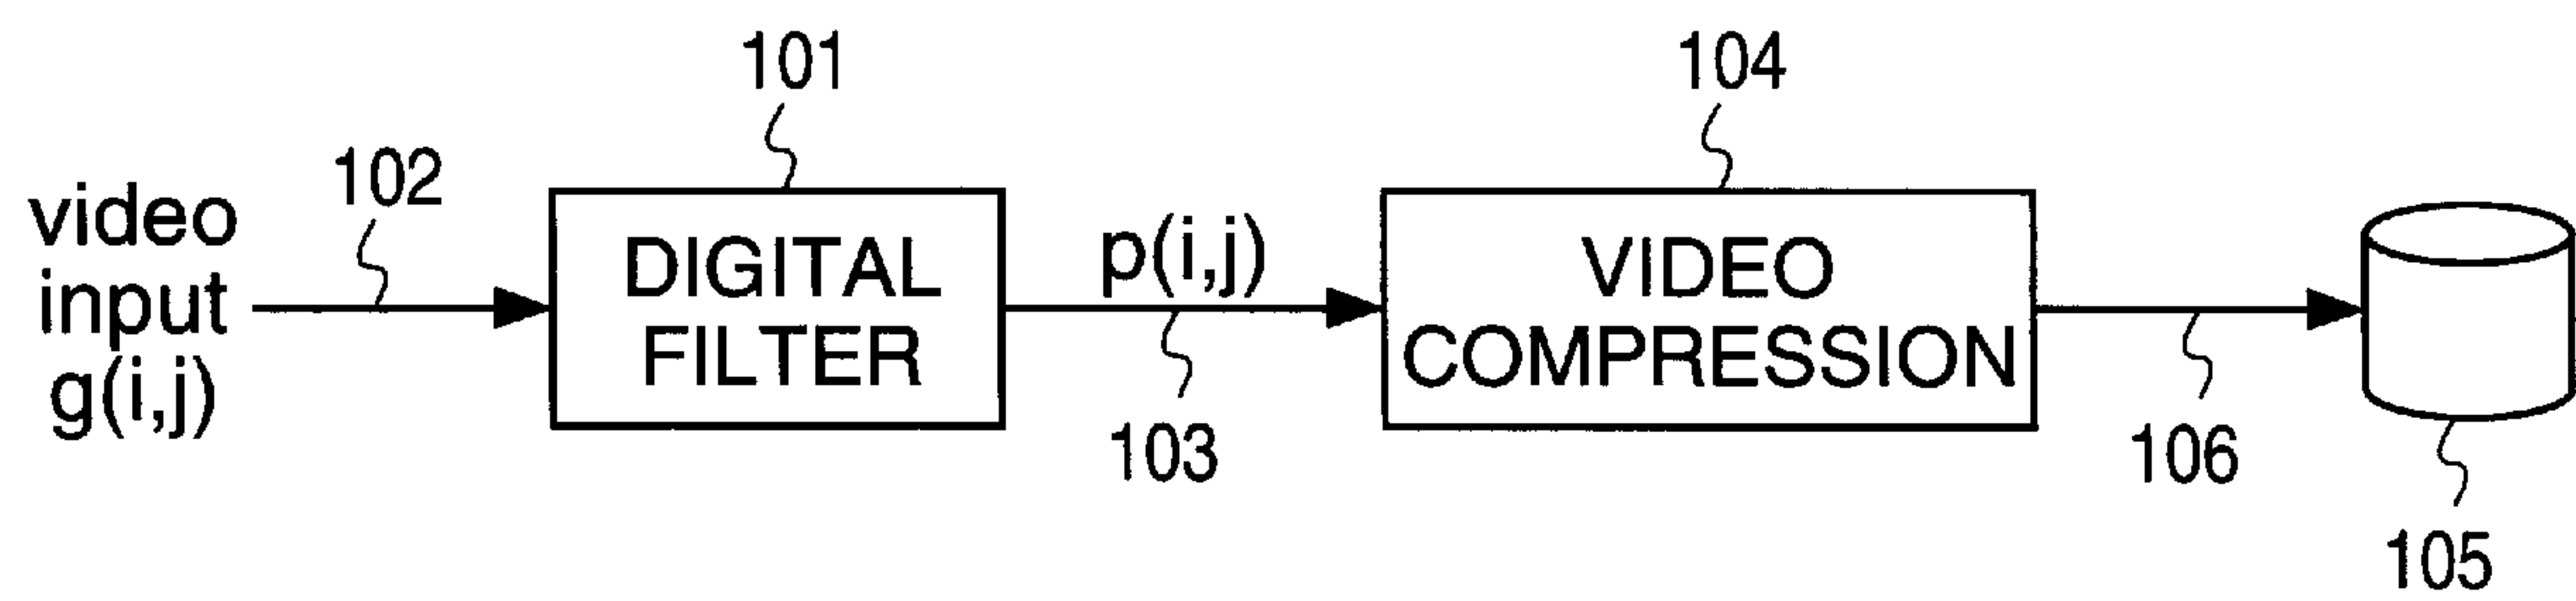 101
104
102
video
input
g(i,j)
DIGITAL
FILTER
p(i,j)
103
VIDEO
COMPRESSION
106
105